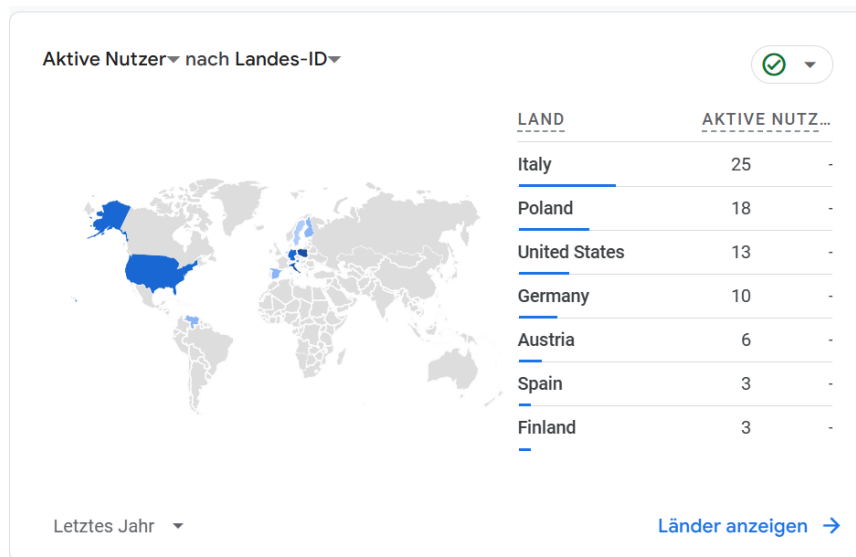 Aktive Nutzer nach Landes-ID
LAND AKTIVE NUTZ...
Italy 25 -
Poland 18 -
United States 13 -
Germany 10 -
Austria 6 -
Spain 3 -
Finland 3 -
Letztes Jahr Länder anzeigen →